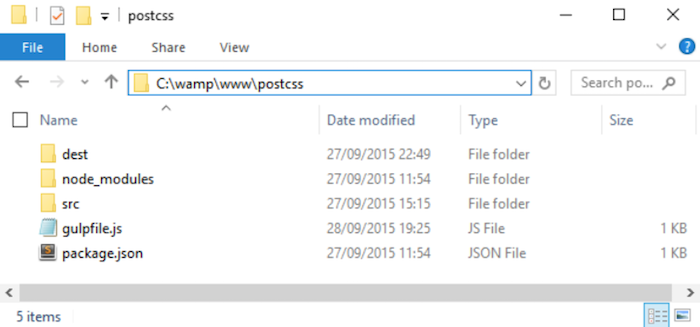 postcss
File Home Share View
C:\wamp\www\postcss Search po...
Name Date modified Type Size
dest 27/09/2015 22:49 File folder
node_modules 27/09/2015 11:54 File folder
src 27/09/2015 15:15 File folder
gulpfile.js 28/09/2015 19:25 JS File 1 KB
package.json 27/09/2015 11:54 JSON File 1 KB
5 items